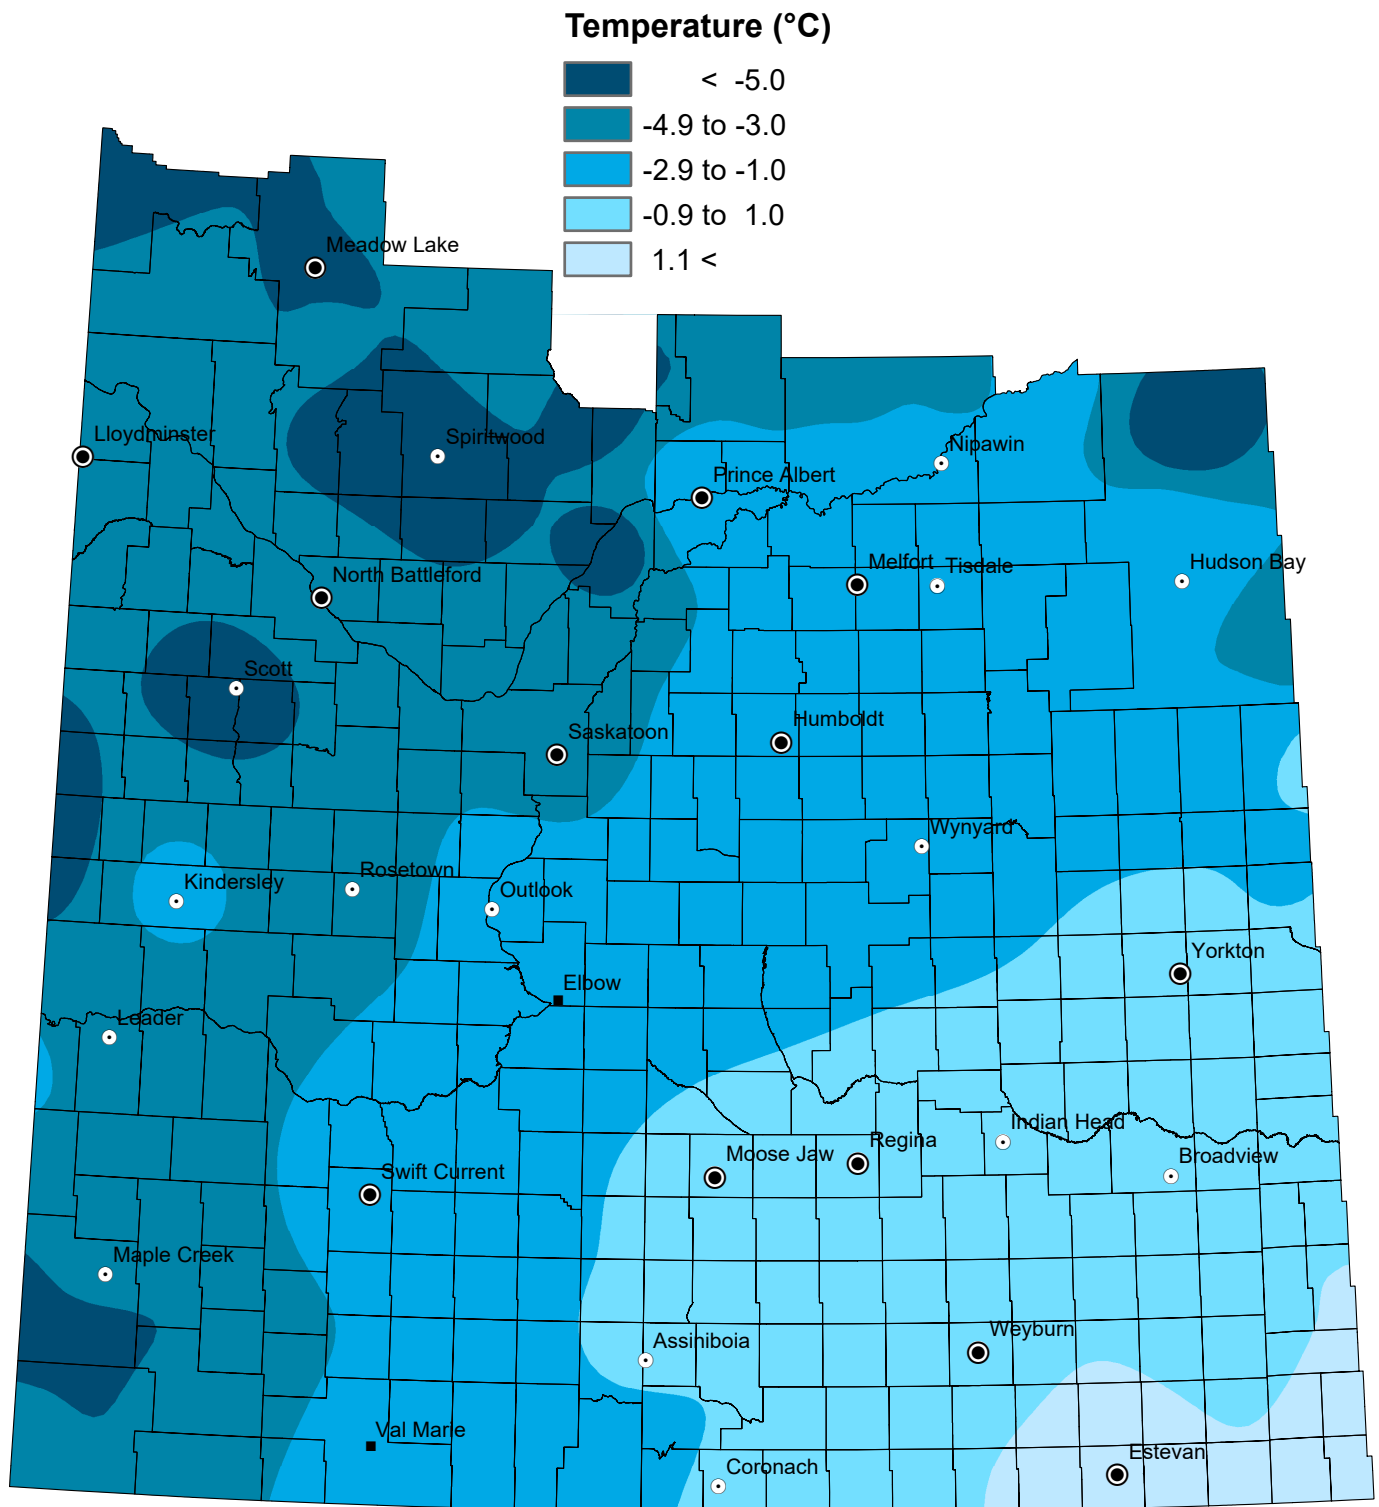 Temperature (°C)
< -5.0
-4.9 to -3.0
-2.9 to -1.0
-0.9 to 1.0
1.1 <
Meadow Lake
Lloydminster
Spiritwood
Nipawin
Prince Albert
Hudson Bay
Melfort
Tisdale
North Battleford
Scott
Humboldt
Saskatoon
Wynyard
Rosetown
Kindersley
Outlook
Yorkton
Elbow
Leader
Indian Head
Regina
Moose Jaw
Broadview
Swift Current
Maple Creek
Weyburn
Assiniboia
Val Marie
Estevan
Coronach